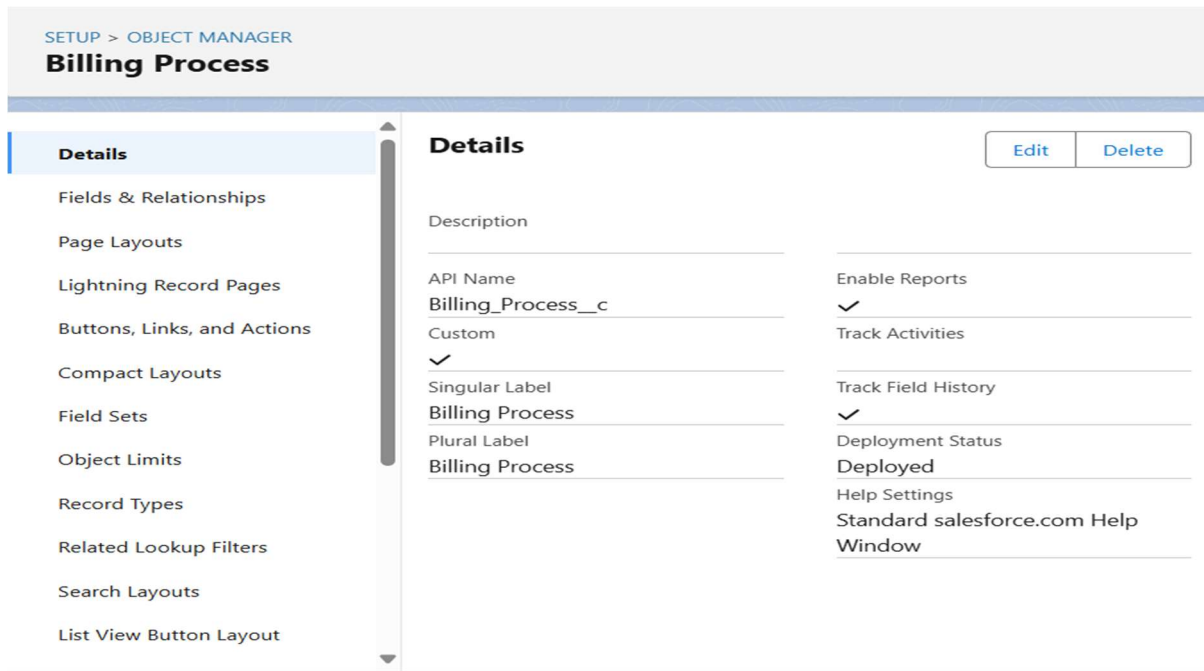 SETUP > OBJECT MANAGER
Billing Process
Details
Fields & Relationships
Page Layouts
Lightning Record Pages
Buttons, Links, and Actions
Compact Layouts
Field Sets
Object Limits
Record Types
Related Lookup Filters
Search Layouts
List View Button Layout
Details
Edit
Delete
Description
API Name
Billing_Process__c
Custom
Singular Label
Billing Process
Plural Label
Billing Process
Enable Reports
Track Activities
Track Field History
Deployment Status
Deployed
Help Settings
Standard salesforce.com Help
Window